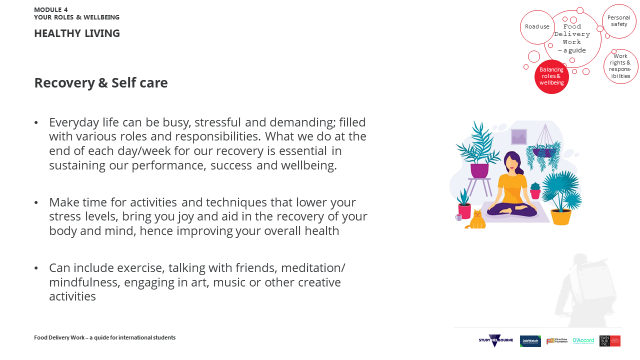 MODULE 4
YOUR ROLES & WELLBEING
HEALTHY LIVING
Road use
Food
Delivery
Work
– a guide
Personal
safety
Work
rights &
respons-
ibilities
Balancing
roles &
wellbeing
Recovery & Self care
• Everyday life can be busy, stressful and demanding; filled
with various roles and responsibilities. What we do at the
end of each day/week for our recovery is essential in
sustaining our performance, success and wellbeing.
• Make time for activities and techniques that lower your
stress levels, bring you joy and aid in the recovery of your
body and mind, hence improving your overall health
• Can include exercise, talking with friends, meditation/
mindfulness, engaging in art, music or other creative
activities
Food Delivery Work – a guide for international students